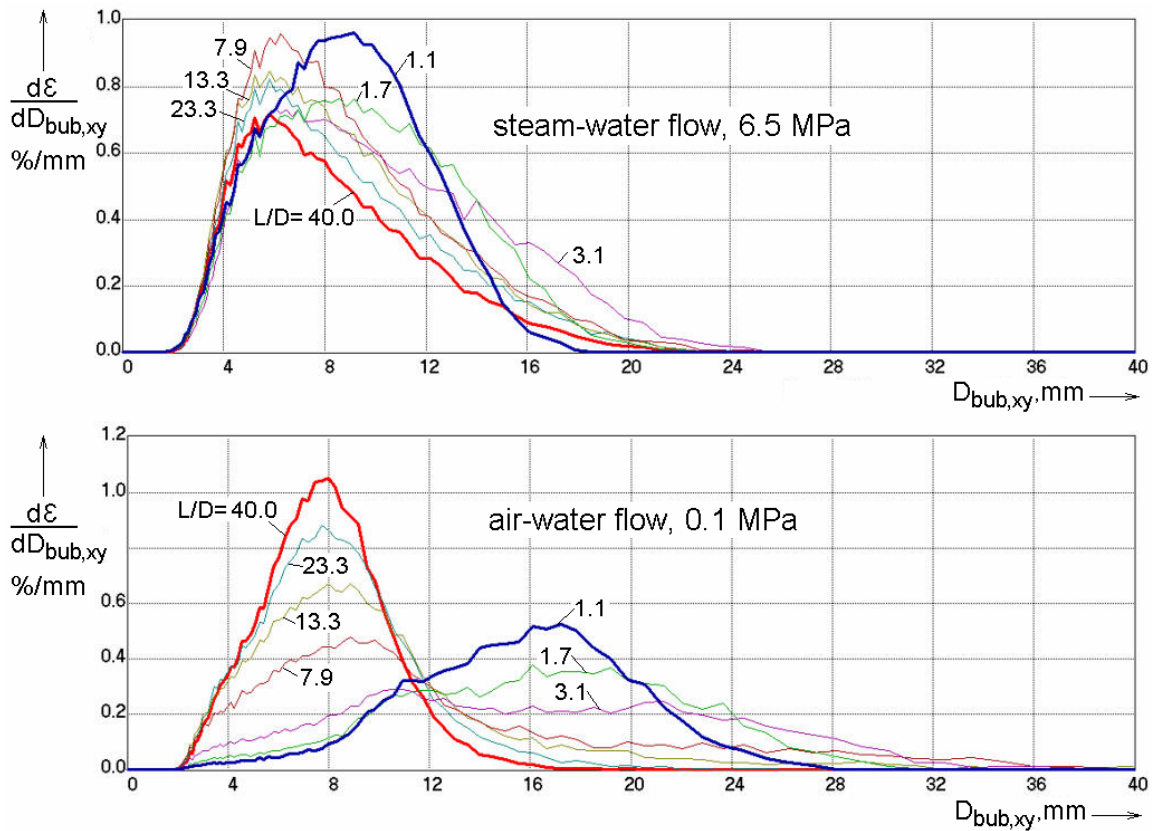 1.0
7.9
1.1
dε
0.8
13.3
1.7
dD_bub,xy
23.3
steam-water flow, 6.5 MPa
%/mm
0.6
0.4
L/D= 40.0
3.1
0.2
0.0
0 4 8 12 16 20 24 28 32 36 40
D_bub,xy,mm
1.2
1.0
L/D= 40.0
air-water flow, 0.1 MPa
dε
dD_bub,xy
0.8
23.3
%/mm
0.6
1.1
13.3
0.4
1.7
7.9
3.1
0.2
0.0
0 4 8 12 16 20 24 28 32 36 40
D_bub,xy,mm